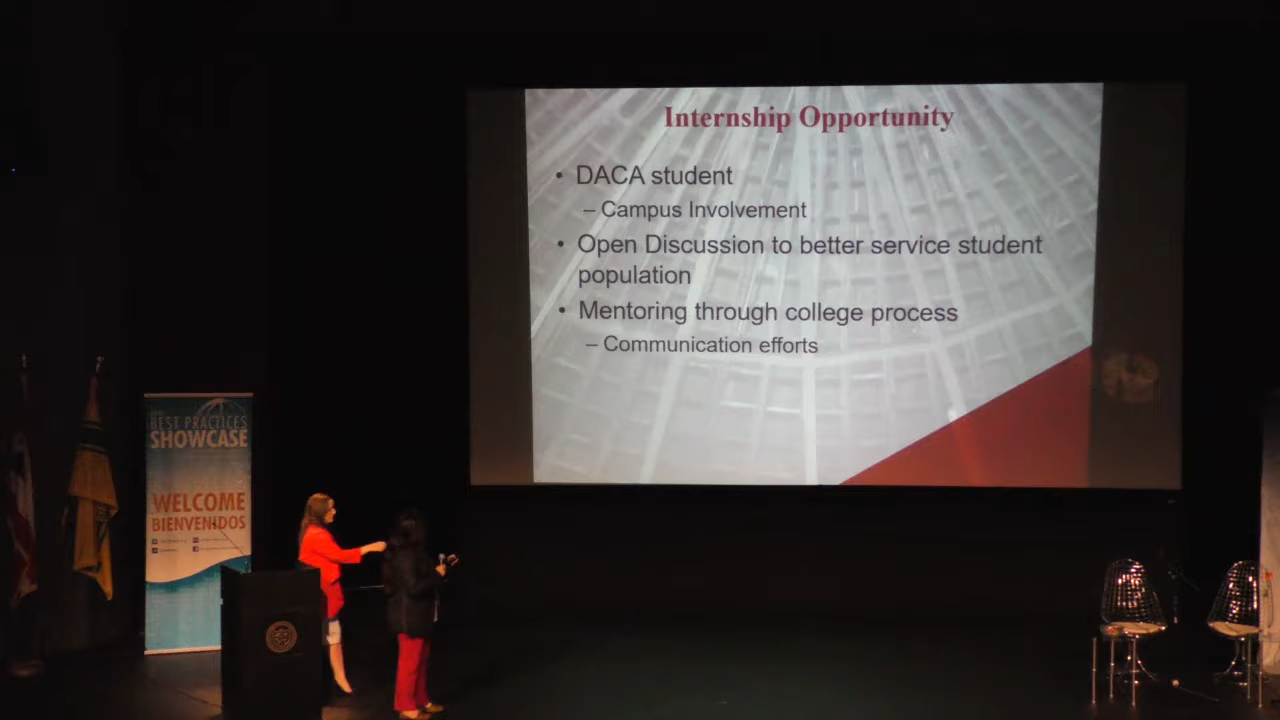 Internship Opportunity
• DACA student
– Campus Involvement
• Open Discussion to better service student
population
• Mentoring through college process
– Communication efforts
BEST PRACTICES
SHOWCASE
WELCOME
BIENVENIDOS